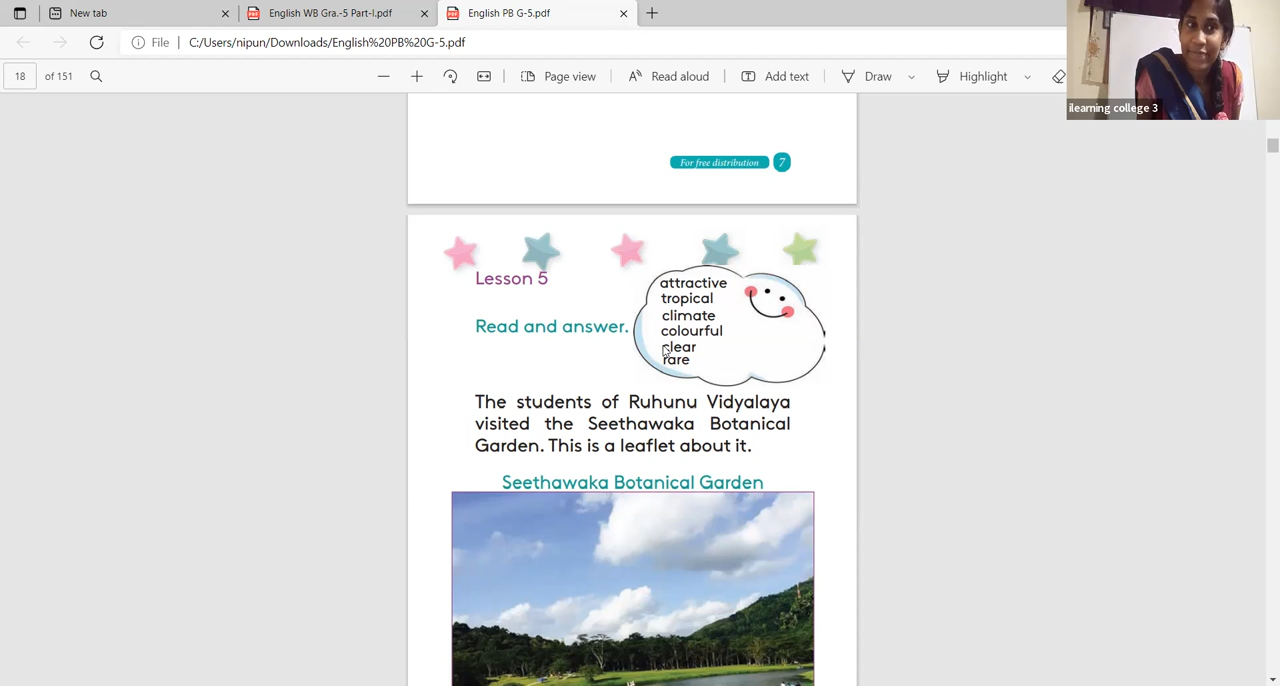 New tab
English WB Gra.-5 Part-I.pdf
English PB G-5.pdf
File
C:/Users/nipun/Downloads/English%20PB%20G-5.pdf
18 of 151
Page view
Read aloud
Add text
Draw
Highlight
ilearning college 3
For free distribution 7
Lesson 5
attractive
tropical
climate
colourful
clear
rare
Read and answer.
The students of Ruhunu Vidyalaya
visited the Seethawaka Botanical
Garden. This is a leaflet about it.
Seethawaka Botanical Garden